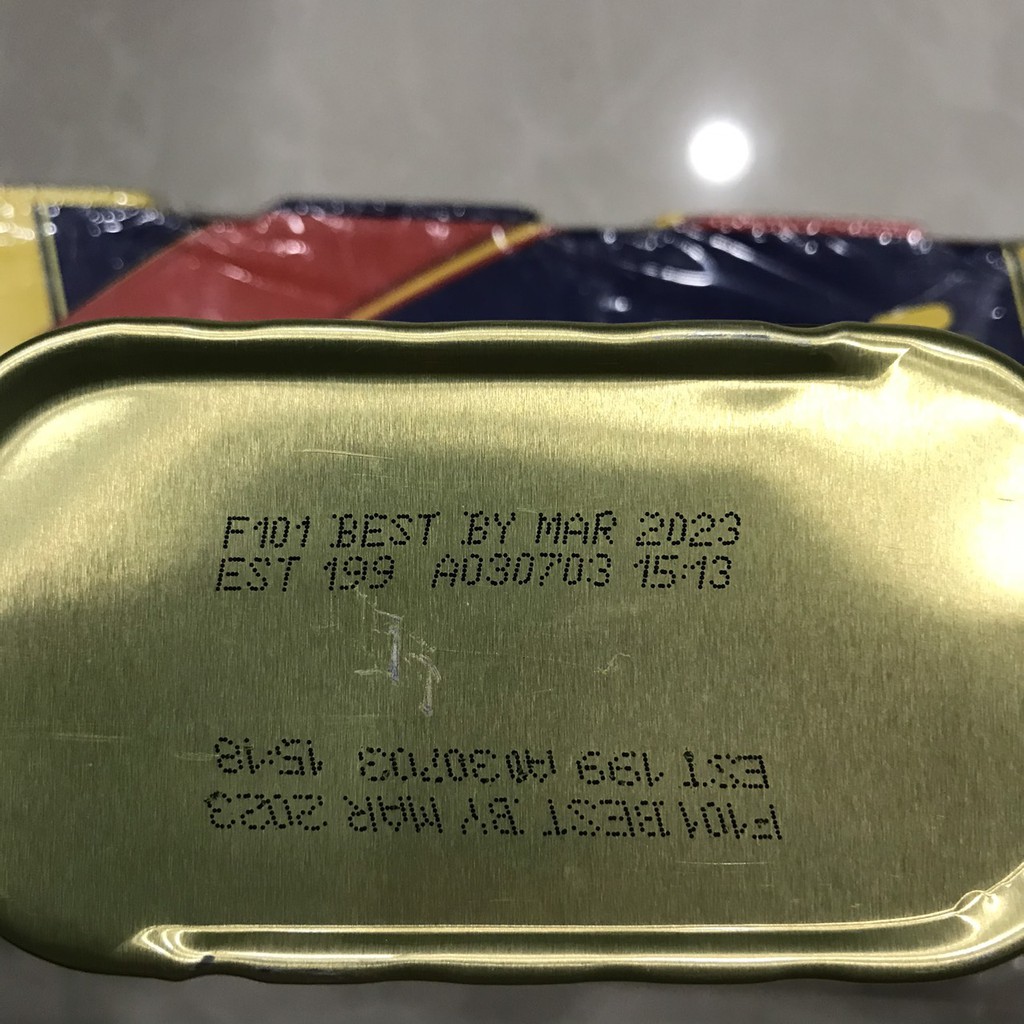 F101 BEST BY MAR 2023
EST 199 A030703 15:13
F101 BEST BY MAR 2023
EST 199 A030703 15:18